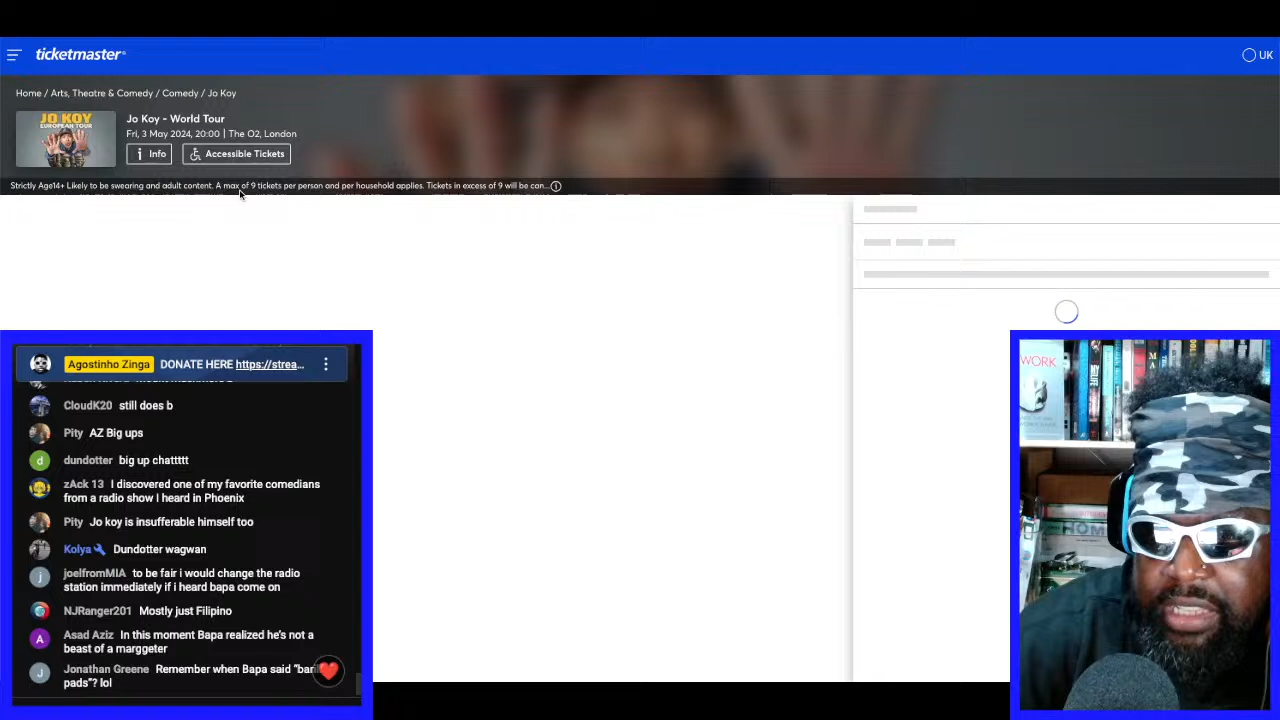 ticketmaster®
UK
Home / Arts, Theatre & Comedy / Comedy / Jo Koy
JO KOY
EUROPEAN TOUR
Jo Koy - World Tour
Fri, 3 May 2024, 20:00 | The O2, London
Info
Accessible Tickets
Strictly Age14+ Likely to be swearing and adult content. A max of 9 tickets per person and per household applies. Tickets in excess of 9 will be can...
Agostinho Zinga DONATE HERE https://strea...
CloudK20 still does b
Pity AZ Big ups
dundotter big up chattttt
zAck 13 I discovered one of my favorite comedians
from a radio show I heard in Phoenix
Pity Jo koy is insufferable himself too
Kolya Dundotter wagwan
joelfromMIA to be fair i would change the radio
station immediately if i heard bapa come on
NJRanger201 Mostly just Filipino
Asad Aziz In this moment Bapa realized he's not a
beast of a marggeter
Jonathan Greene Remember when Bapa said "bari
pads"? lol
WORK
HOM